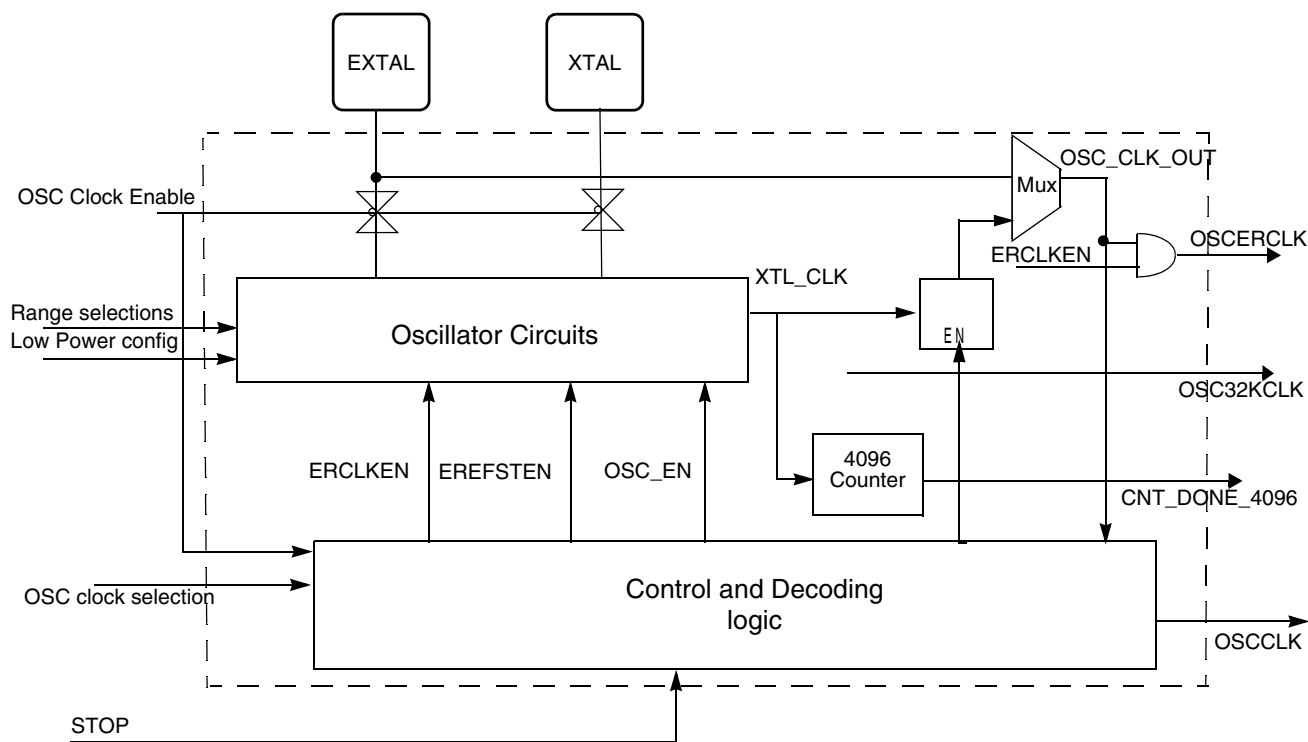 EXTAL
XTAL
OSC_CLK_OUT
Mux
OSC Clock Enable
OSCERCLK
ERCLKEN
XTL_CLK
Range selections
Low Power config
Oscillator Circuits
EN
OSC32KCLK
ERCLKEN
EREFSTEN
OSC_EN
4096
Counter
CNT_DONE_4096
Control and Decoding
logic
OSC clock selection
OSCCLK
STOP